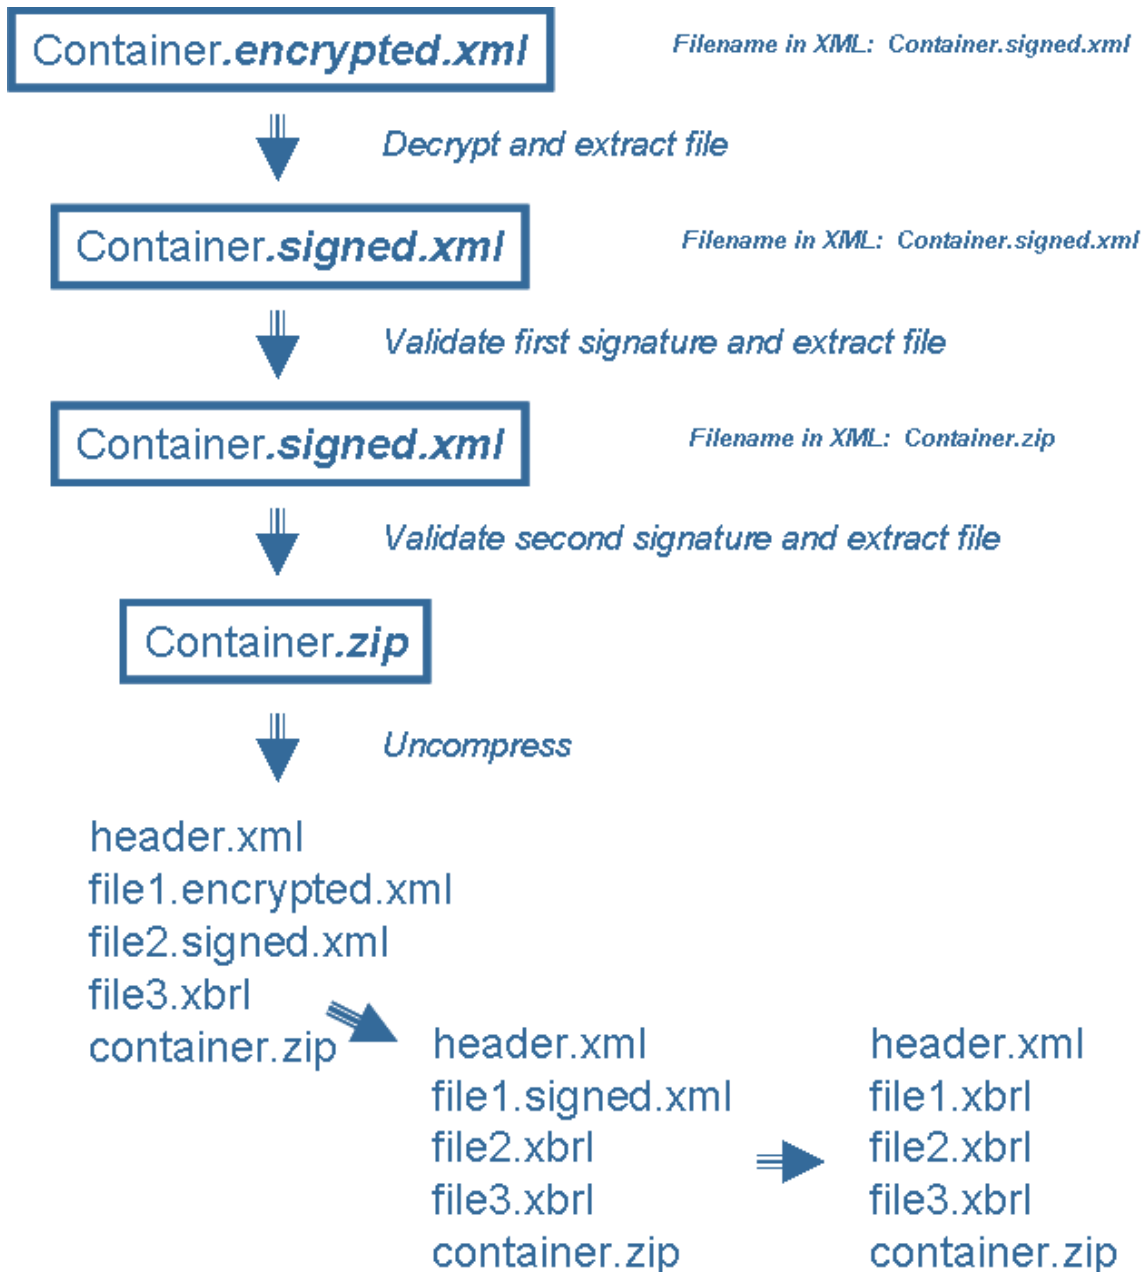 Container.encrypted.xml
Filename in XML: Container.signed.xml
Decrypt and extract file
Container.signed.xml
Filename in XML: Container.signed.xml
Validate first signature and extract file
Container.signed.xml
Filename in XML: Container.zip
Validate second signature and extract file
Container.zip
Uncompress
header.xml
file1.encrypted.xml
file2.signed.xml
file3.xbrl
container.zip
header.xml
file1.signed.xml
file2.xbrl
file3.xbrl
container.zip
header.xml
file1.xbrl
file2.xbrl
file3.xbrl
container.zip